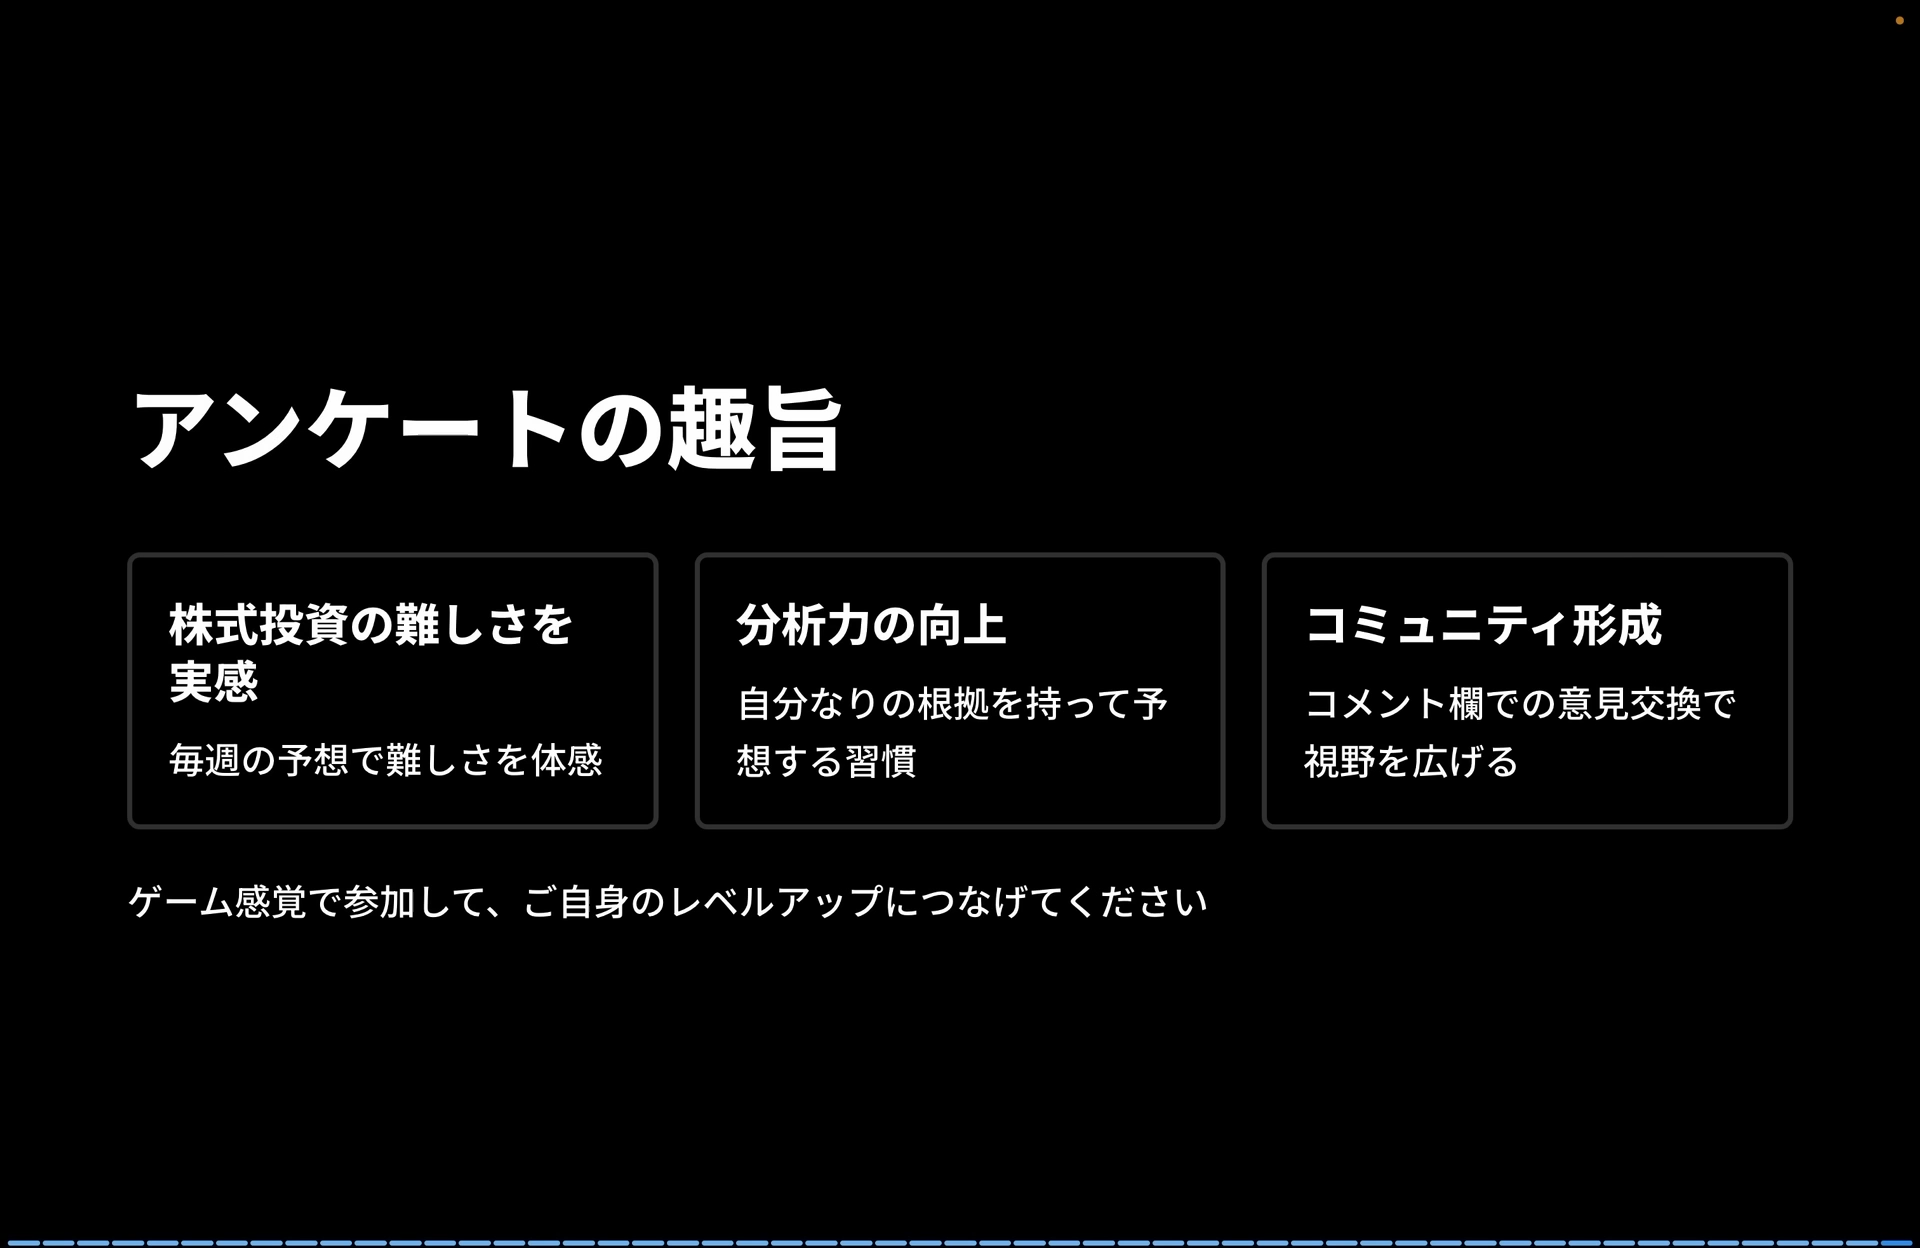 アンケートの趣旨
株式投資の難しさを
実感
毎週の予想で難しさを体感
分析力の向上
自分なりの根拠を持って予
想する習慣
コミュニティ形成
コメント欄での意見交換で
視野を広げる
ゲーム感覚で参加して、ご自身のレベルアップにつなげてください